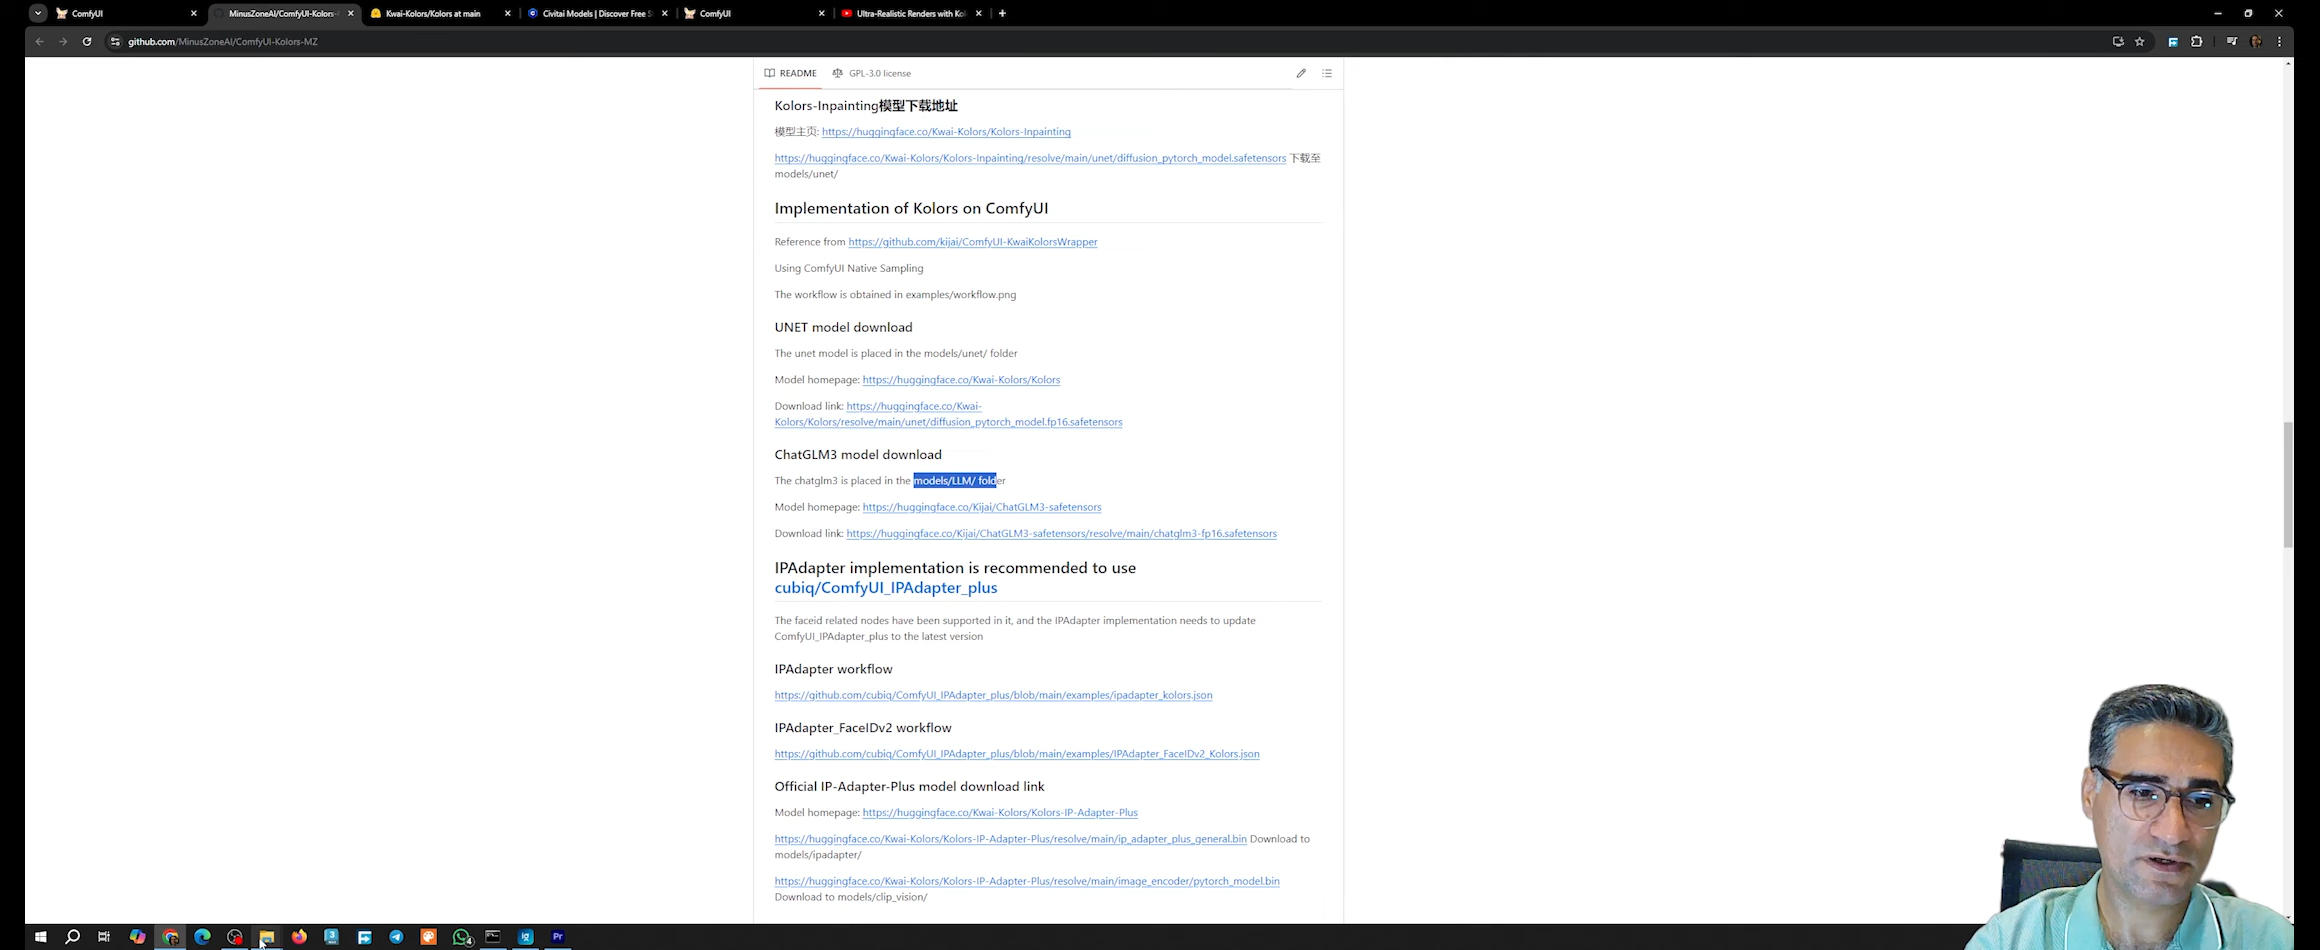 ComfyUI
MinusZoneAI/ComfyUI-Kolors-
Kwai-Kolors/Kolors at main
Civitai Models | Discover Free S
ComfyUI
Ultra-Realistic Renders with Ko
github.com/MinusZoneAI/ComfyUI-Kolors-MZ
README
GPL-3.0 license
Kolors-Inpainting模型下载地址
模型主页: https://huggingface.co/Kwai-Kolors/Kolors-Inpainting
https://huggingface.co/Kwai-Kolors/Kolors-Inpainting/resolve/main/unet/diffusion_pytorch_model.safetensors 下载至
models/unet/
Implementation of Kolors on ComfyUI
Reference from https://github.com/kijai/ComfyUI-KwaiKolorsWrapper
Using ComfyUI Native Sampling
The workflow is obtained in examples/workflow.png
UNET model download
The unet model is placed in the models/unet/ folder
Model homepage: https://huggingface.co/Kwai-Kolors/Kolors
Download link: https://huggingface.co/Kwai-
Kolors/Kolors/resolve/main/unet/diffusion_pytorch_model.fp16.safetensors
ChatGLM3 model download
The chatglm3 is placed in the models/LLM/ folder
Model homepage: https://huggingface.co/Kijai/ChatGLM3-safetensors
Download link: https://huggingface.co/Kijai/ChatGLM3-safetensors/resolve/main/chatglm3-fp16.safetensors
IPAdapter implementation is recommended to use
cubiq/ComfyUI_IPAdapter_plus
The faceid related nodes have been supported in it, and the IPAdapter implementation needs to update
ComfyUI_IPAdapter_plus to the latest version
IPAdapter workflow
https://github.com/cubiq/ComfyUI_IPAdapter_plus/blob/main/examples/ipadapter_kolors.json
IPAdapter_FaceIDv2 workflow
https://github.com/cubiq/ComfyUI_IPAdapter_plus/blob/main/examples/IPAdapter_FaceIDv2_Kolors.json
Official IP-Adapter-Plus model download link
Model homepage: https://huggingface.co/Kwai-Kolors/Kolors-IP-Adapter-Plus
https://huggingface.co/Kwai-Kolors/Kolors-IP-Adapter-Plus/resolve/main/ip_adapter_plus_general.bin Download to
models/ipadapter/
https://huggingface.co/Kwai-Kolors/Kolors-IP-Adapter-Plus/resolve/main/image_encoder/pytorch_model.bin
Download to models/clip_vision/
4
ig
Pr